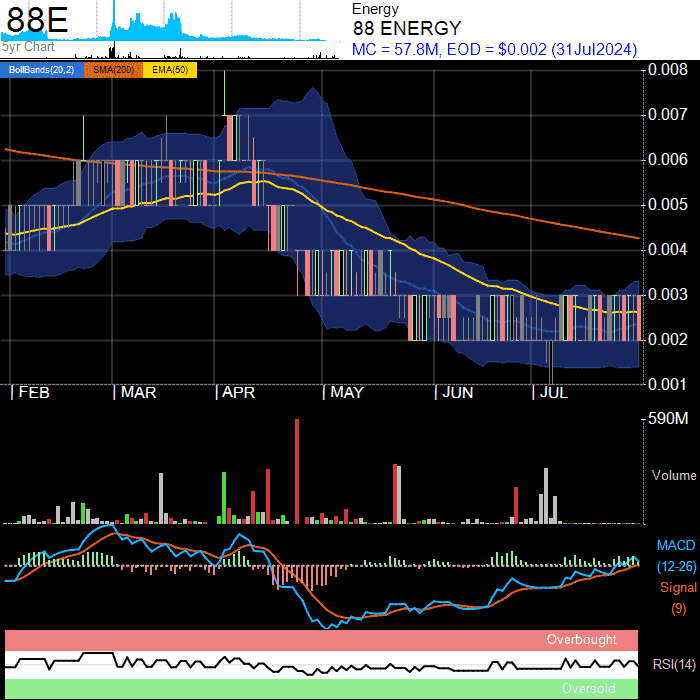 88E
5yr Chart
Energy
88 ENERGY
MC = 57.8M, EOD = $0.002 (31Jul2024)
BollBands(20,2) SMA(200) EMA(50)
0.008
0.007
0.006
0.005
0.004
0.003
0.002
0.001
FEB MAR APR MAY JUN JUL
590M
Volume
MACD
(12-26)
Signal
(9)
Overbought
RSI(14)
Oversold